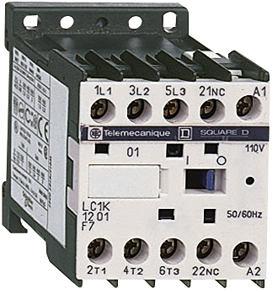 1L1 3L2 5L3 21NC A1
Telemecanique SQUARE D
01 I O 110V
LC1K
1201
F7
50/60Hz
2T1 4T2 6T3 22NC A2